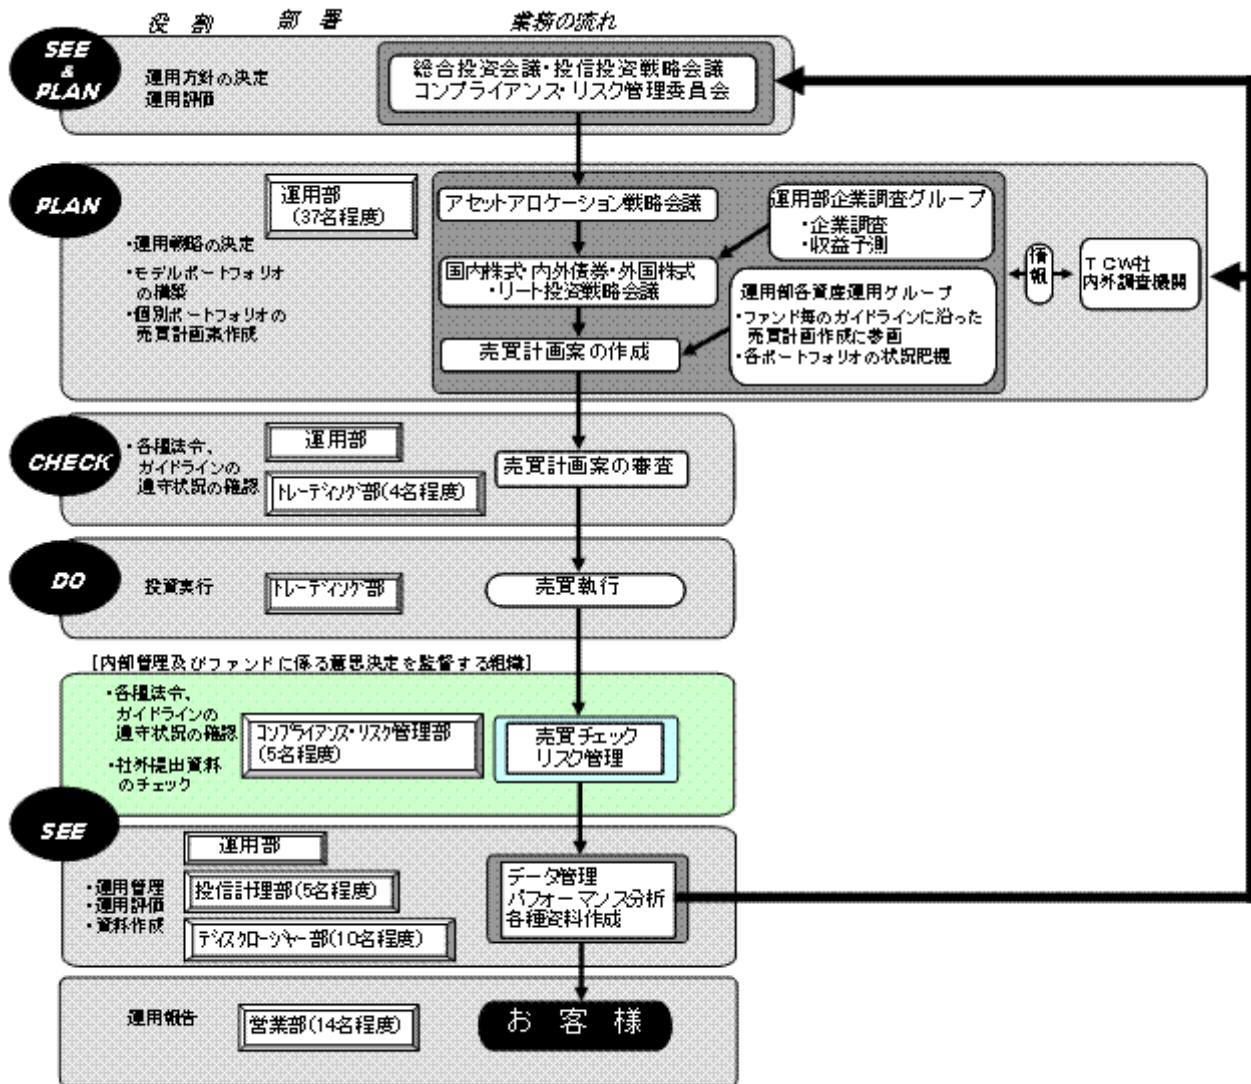 役 割
部 署
業務の流れ
SEE
&
PLAN
運用方針の決定
運用評価
総合投資会議・投信投資戦略会議
コンプライアンス・リスク管理委員会
PLAN
運用部
(37名程度)
・運用戦略の決定
・モデルポートフォリオ
の構築
・個別ポートフォリオの
売買計画案作成
アセットアロケーション戦略会議
国内株式・内外債券・外国株式
・リート投資戦略会議
売買計画案の作成
運用部企業調査グループ
・企業調査
・収益予測
運用部各資産運用グループ
・ファンド毎のガイドラインに沿った
売買計画作成に参画
・各ポートフォリオの状況把握
情
報
TCW社
内外調査機関
CHECK
・各種法令、
ガイドラインの
遵守状況の確認
運用部
トレーディング部(4名程度)
売買計画案の審査
DO
投資実行
トレーディング部
売買執行
[内部管理及びファンドに係る意思決定を監督する組織]
・各種法令、
ガイドラインの
遵守状況の確認
・社外提出資料
のチェック
コンプライアンス・リスク管理部
(5名程度)
売買チェック
リスク管理
SEE
・運用管理
・運用評価
・資料作成
運用部
投信計理部(5名程度)
ディスクロージャー部(10名程度)
データ管理
パフォーマンス分析
各種資料作成
運用報告
営業部(14名程度)
お 客 様